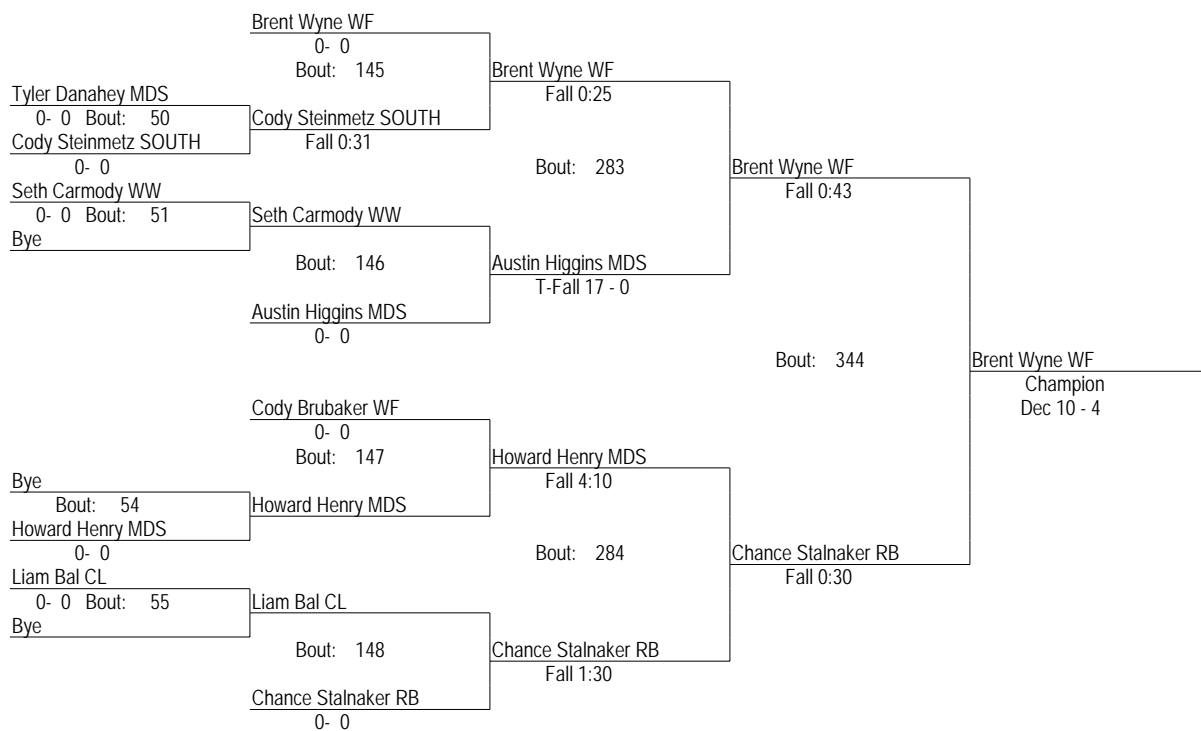 Brent Wyne WF
0- 0
Bout: 145
Brent Wyne WF
Fall 0:25
Tyler Danahey MDS
0- 0 Bout: 50
Cody Steinmetz SOUTH
Fall 0:31
Cody Steinmetz SOUTH
0- 0
Bout: 283
Brent Wyne WF
Fall 0:43
Seth Carmody WW
0- 0 Bout: 51
Seth Carmody WW
Bye
Bout: 146
Austin Higgins MDS
T-Fall 17 - 0
Austin Higgins MDS
0- 0
Bout: 344
Brent Wyne WF
Champion
Dec 10 - 4
Cody Brubaker WF
0- 0
Bout: 147
Howard Henry MDS
Fall 4:10
Bye
Bout: 54
Howard Henry MDS
Howard Henry MDS
0- 0
Bout: 284
Chance Stalnaker RB
Fall 0:30
Liam Bal CL
0- 0 Bout: 55
Liam Bal CL
Bye
Bout: 148
Chance Stalnaker RB
Fall 1:30
Chance Stalnaker RB
0- 0